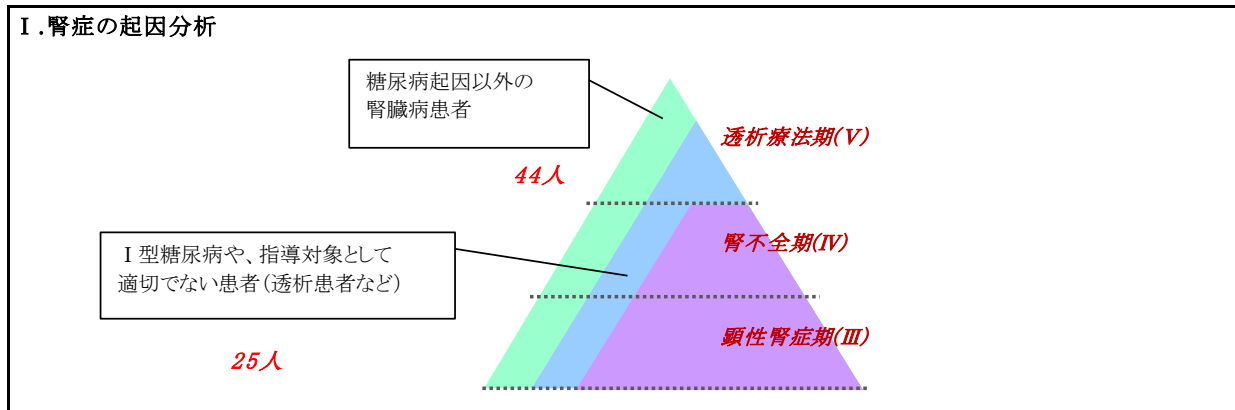 Ⅰ.腎症の起因分析
糖尿病起因以外の
腎臓病患者
透析療法期(Ⅴ)
44人
腎不全期(Ⅳ)
Ⅰ型糖尿病や、指導対象として
適切でない患者(透析患者など)
顕性腎症期(Ⅲ)
25人